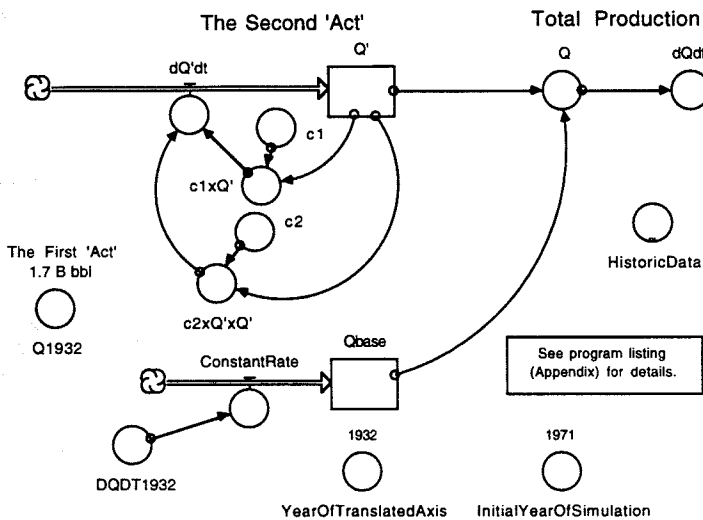 The Second 'Act'
Total Production
Q'
Q
dQdt
dQ'dt
c1
c1xQ'
c2
The First 'Act'
1.7 B bbl
HistoricData
c2xQ'xQ'
Q1932
Qbase
ConstantRate
See program listing
(Appendix) for details.
1932
1971
DQDT1932
YearOfTranslatedAxis
InitialYearOfSimulation